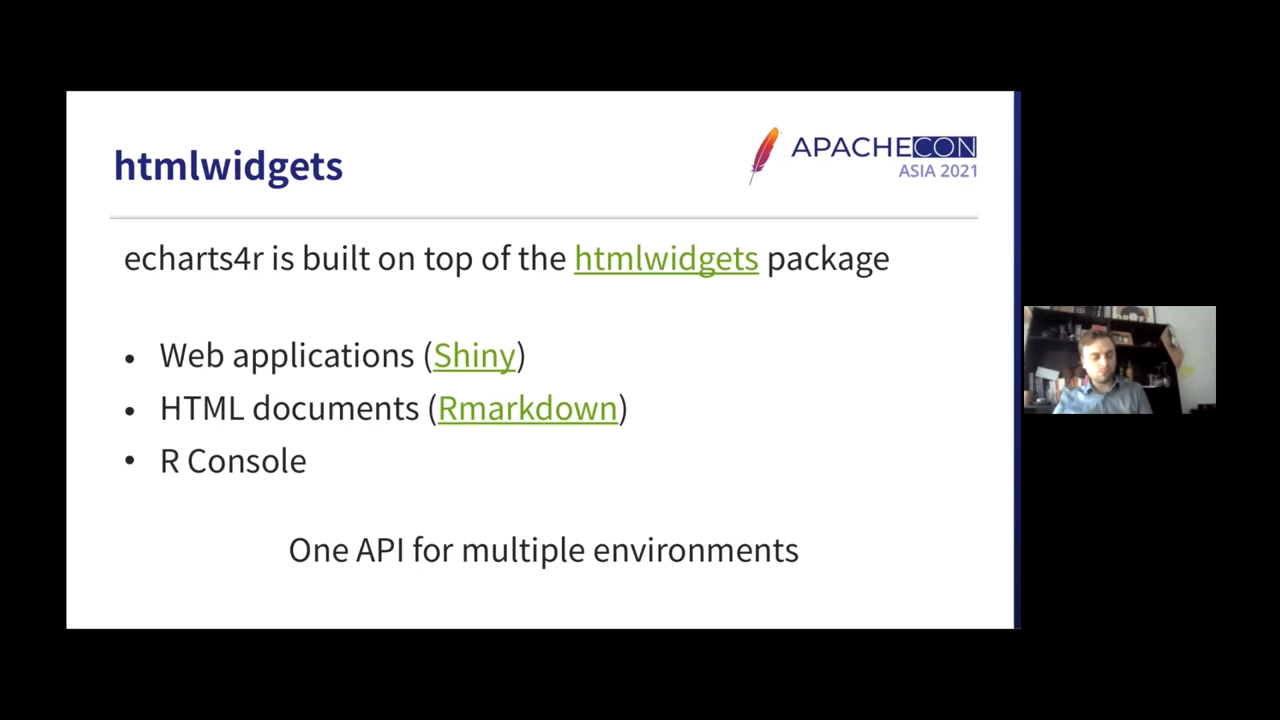 htmlwidgets
APACHECON
ASIA 2021
echarts4r is built on top of the htmlwidgets package
• Web applications (Shiny)
• HTML documents (Rmarkdown)
• R Console
One API for multiple environments